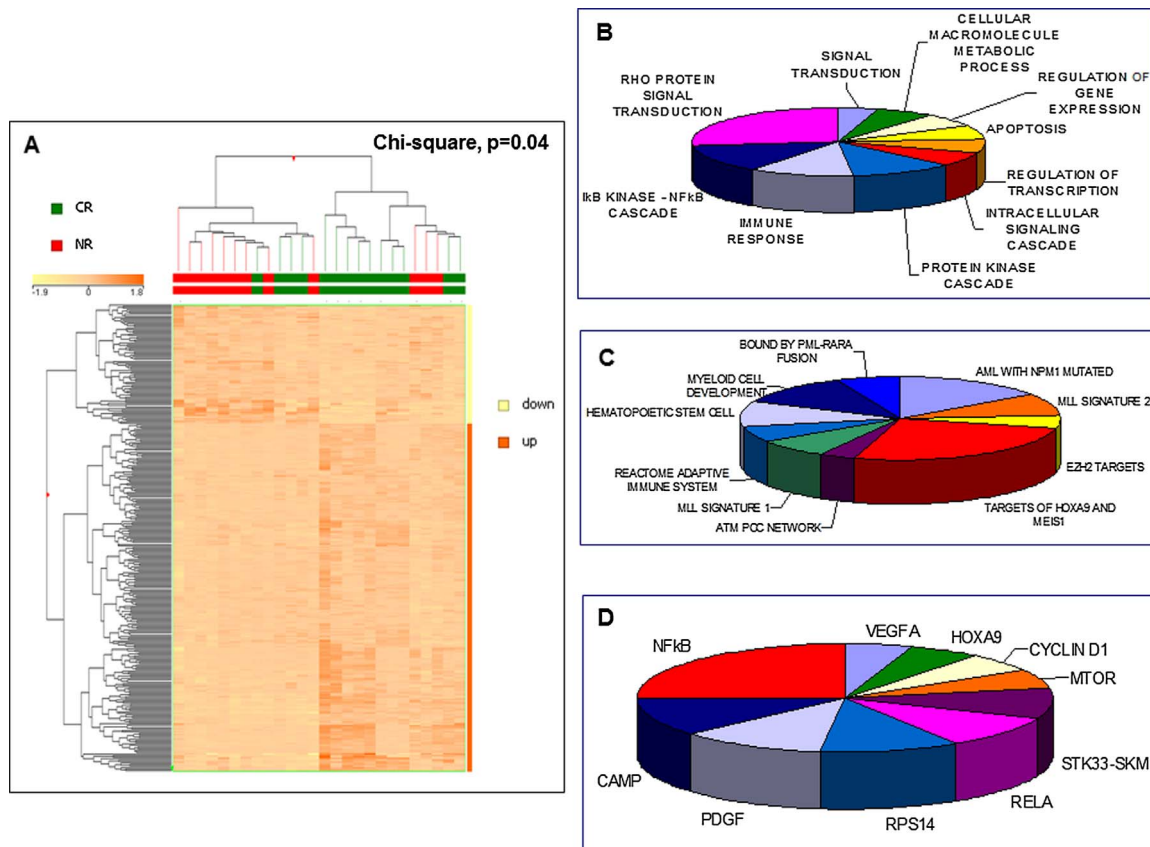 A
Chi-square, p=0.04
CR
NR
-1.9
0
1.8
down
up
B
SIGNAL
TRANSDUCTION
CELLULAR
MACROMOLECULE
METABOLIC
PROCESS
REGULATION OF
GENE
EXPRESSION
APOPTOSIS
REGULATION OF
TRANSCRIPTION
INTRACELLULAR
SIGNALING
CASCADE
PROTEIN KINASE
CASCADE
IMMUNE
RESPONSE
IkB KINASE -NFkB
CASCADE
RHO PROTEIN
SIGNAL
TRANSDUCTION
C
BOUND BY PML-RARA
FUSION
AML WITH NPM1 MUTATED
MLL SIGNATURE 2
EZH2 TARGETS
TARGETS OF HOXA9 AND
MEIS1
ATM PCC NETWORK
MLL SIGNATURE 1
REACTOME ADAPTIVE
IMMUNE SYSTEM
HEMATOPOETIC STEM CELL
MYELOID CELL
DEVELOPMENT
D
VEGFA
HOXA9
CYCLIN D1
MTOR
STK33-SKM
RELA
RPS14
PDGF
CAMP
NFkB